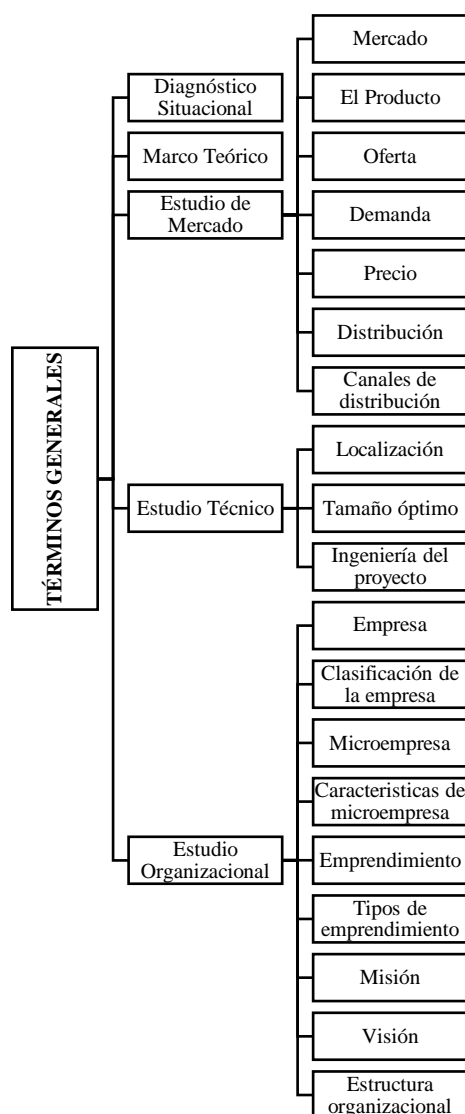 TÉRMINOS GENERALES
Diagnóstico
Situacional
Marco Teórico
Estudio de
Mercado
Mercado
El Producto
Oferta
Demanda
Precio
Distribución
Canales de
distribución
Estudio Técnico
Localización
Tamaño óptimo
Ingeniería del
proyecto
Estudio
Organizacional
Empresa
Clasificación de
la empresa
Microempresa
Caracteristicas de
microempresa
Emprendimiento
Tipos de
emprendimiento
Misión
Visión
Estructura
organizacional